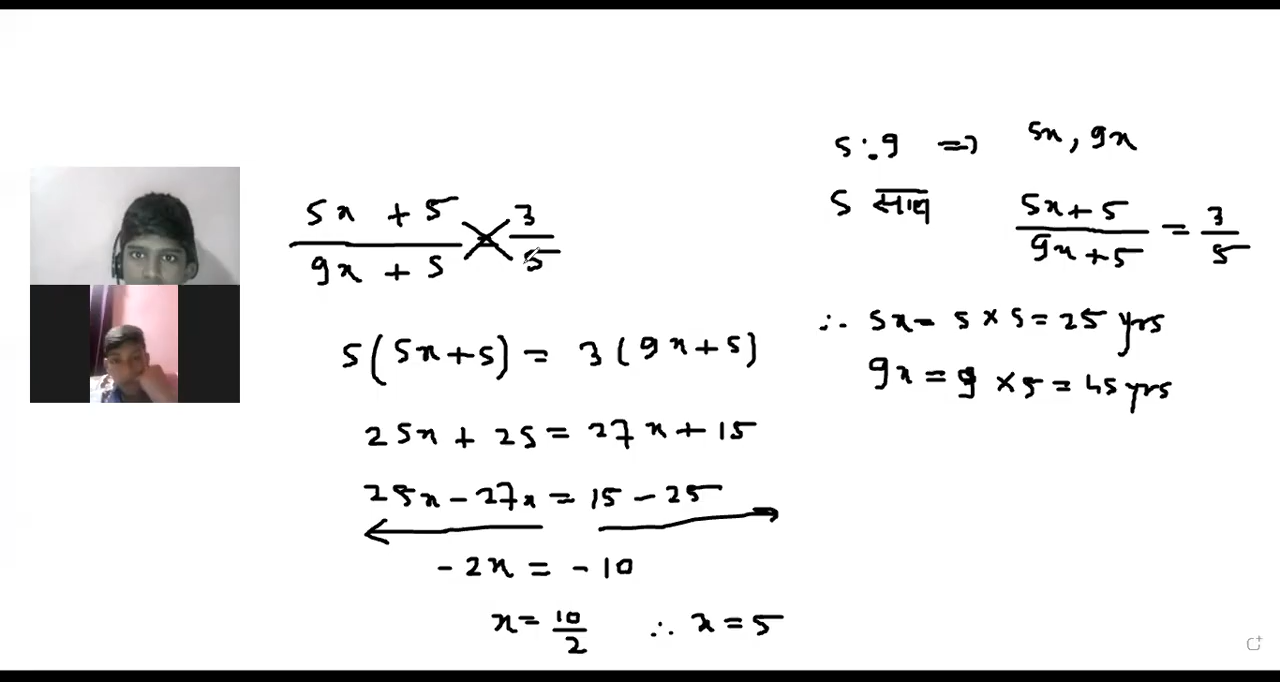 5x + 5 / 9x + 5 3 / 5
5(5x+5) = 3(9x+5)
25x + 25 = 27x + 15
25x - 27x = 15 - 25
-2x = -10
x = 10/2 ∴ x = 5
5:9 => 5x, 9x
5 साल (5x+5)/(9x+5) = 3/5
∴ 5x = 5 × 5 = 25 yrs
9x = 9 × 5 = 45 yrs